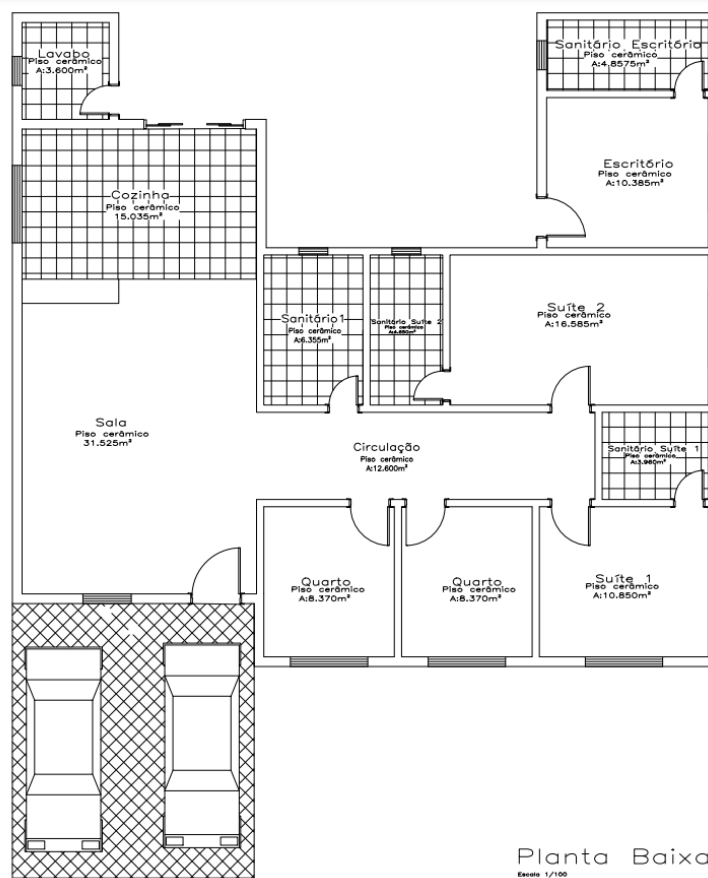 Lavabo
Piso cerâmico
A:3.600m²
Sanitário Escritório
Piso cerâmico
A:4.8575m²
Escritório
Piso cerâmico
A:10.385m²
Cozinha
Piso cerâmico
15.035m²
Sanitário1
Piso cerâmico
A:6.355m²
Sanitário Suíte 2
Piso cerâmico
Suíte 2
Piso cerâmico
A:16.585m²
Sala
Piso cerâmico
31.525m²
Circulação
Piso cerâmico
A:12.600m²
Sanitário Suíte 1
Piso cerâmico
A:3.960m²
Quarto
Piso cerâmico
A:8.370m²
Quarto
Piso cerâmico
A:8.370m²
Suíte 1
Piso cerâmico
A:10.850m²
Planta Baixa
Escala 1/100